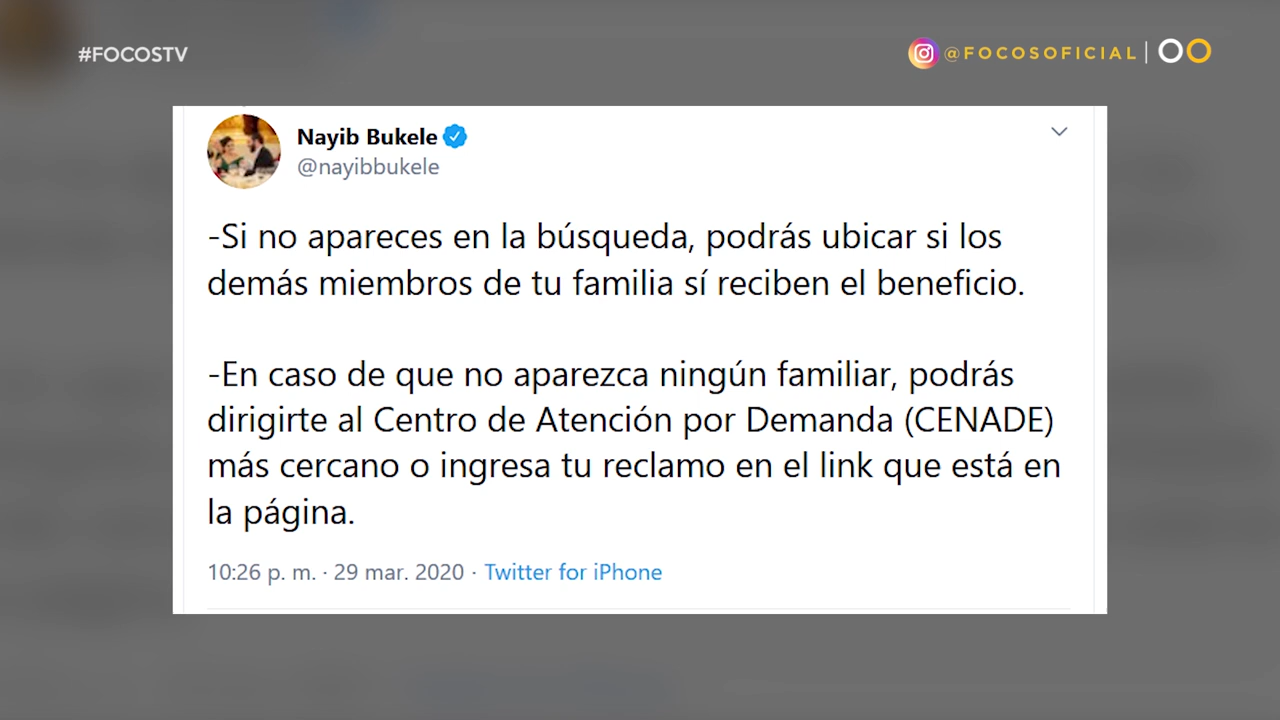 #FOCOSTV
@FOCOSOFICIAL
Nayib Bukele
@nayibbukele
-Si no apareces en la búsqueda, podrás ubicar si los
demás miembros de tu familia sí reciben el beneficio.
-En caso de que no aparezca ningún familiar, podrás
dirigirte al Centro de Atención por Demanda (CENADE)
más cercano o ingresa tu reclamo en el link que está en
la página.
10:26 p. m. · 29 mar. 2020 · Twitter for iPhone